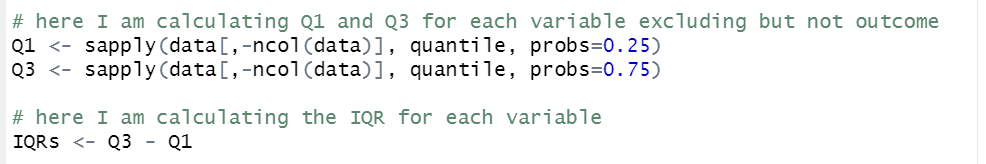 # here I am calculating Q1 and Q3 for each variable excluding but not outcome
Q1 <- sapply(data[,-ncol(data)], quantile, probs=0.25)
Q3 <- sapply(data[,-ncol(data)], quantile, probs=0.75)
# here I am calculating the IQR for each variable
IQRs <- Q3 - Q1